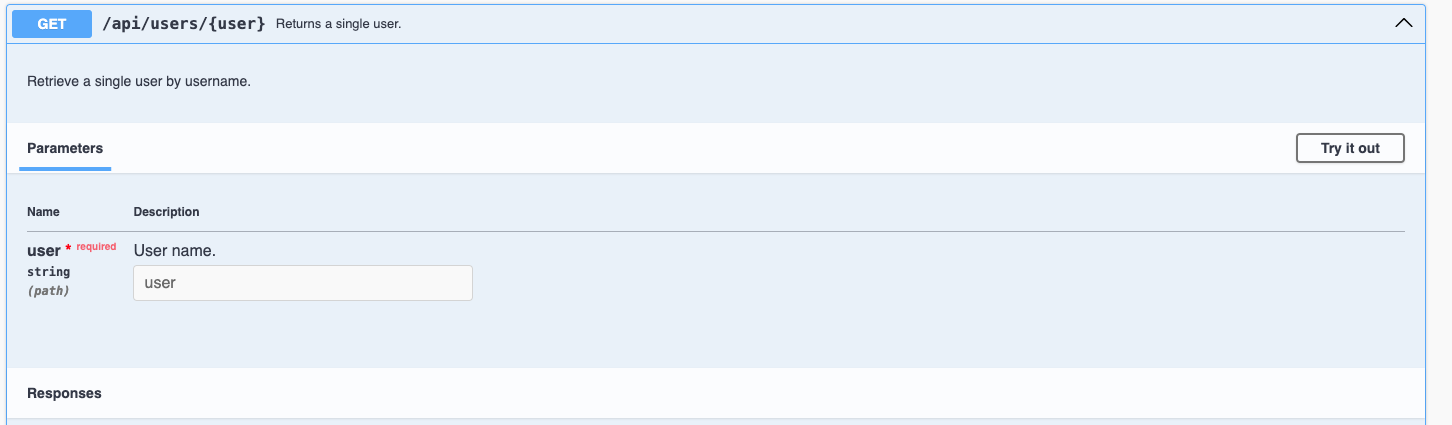 GET /api/users/{user} Returns a single user.
Retrieve a single user by username.
Parameters Try it out
Name Description
user * required User name.
string
(path)
user
Responses